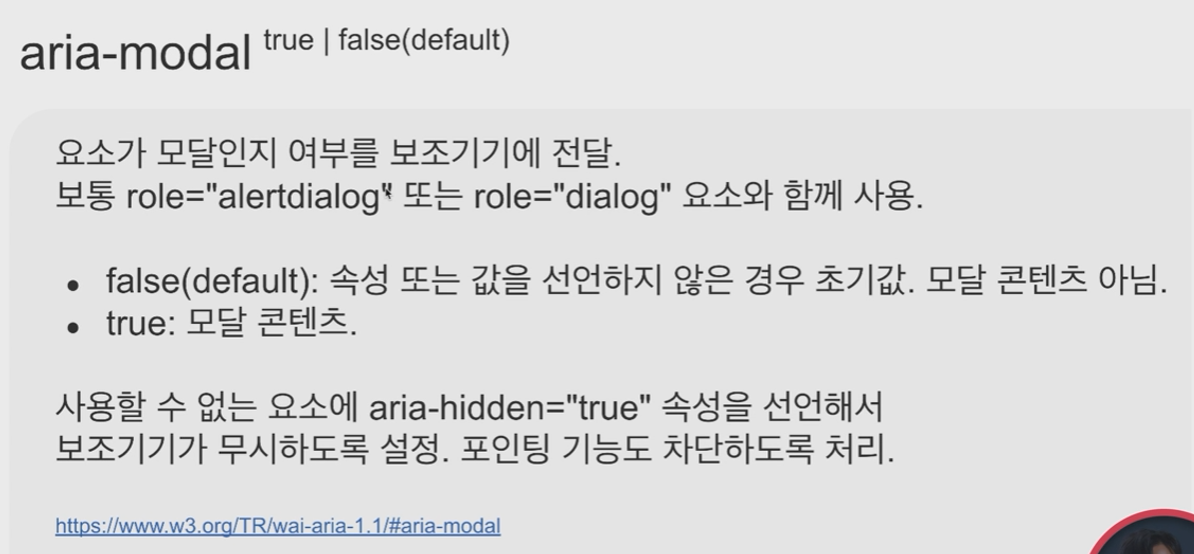 aria-modal true | false(default)
요소가 모달인지 여부를 보조기기에 전달.
보통 role="alertdialog" 또는 role="dialog" 요소와 함께 사용.
● false(default): 속성 또는 값을 선언하지 않은 경우 초기값. 모달 콘텐츠 아님.
● true: 모달 콘텐츠.
사용할 수 없는 요소에 aria-hidden="true" 속성을 선언해서
보조기기가 무시하도록 설정. 포인팅 기능도 차단하도록 처리.
https://www.w3.org/TR/wai-aria-1.1/#aria-modal